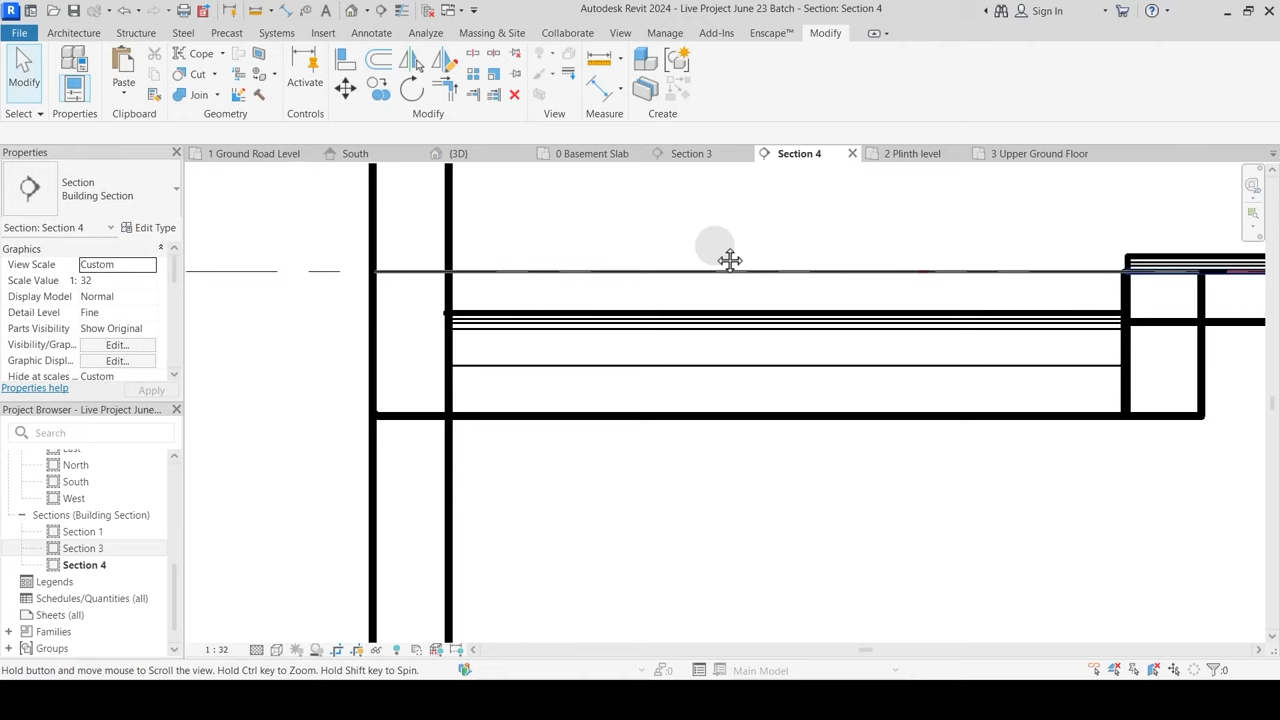 Autodesk Revit 2024 - Live Project June 23 Batch - Section: Section 4
Sign In
File Architecture Structure Steel Precast Systems Insert Annotate Analyze Massing & Site Collaborate View Manage Add-Ins Enscape™ Modify
Modify Paste Cope Cut Join Activate
Select Properties Clipboard Geometry Controls Modify View Measure Create
Properties
1 Ground Road Level South {3D} 0 Basement Slab Section 3 Section 4 2 Plinth level 3 Upper Ground Floor
Section
Building Section
Section: Section 4 Edit Type
Graphics
View Scale Custom
Scale Value 1: 32
Display Model Normal
Detail Level Fine
Parts Visibility Show Original
Visibility/Grap... Edit...
Graphic Displ... Edit...
Hide at scales ... Custom
Properties help Apply
Project Browser - Live Project June...
Search
East
North
South
West
Sections (Building Section)
Section 1
Section 3
Section 4
Legends
Schedules/Quantities (all)
Sheets (all)
Families
Groups
1 : 32
Hold button and move mouse to Scroll the view. Hold Ctrl key to Zoom. Hold Shift key to Spin.
:0 Main Model :0